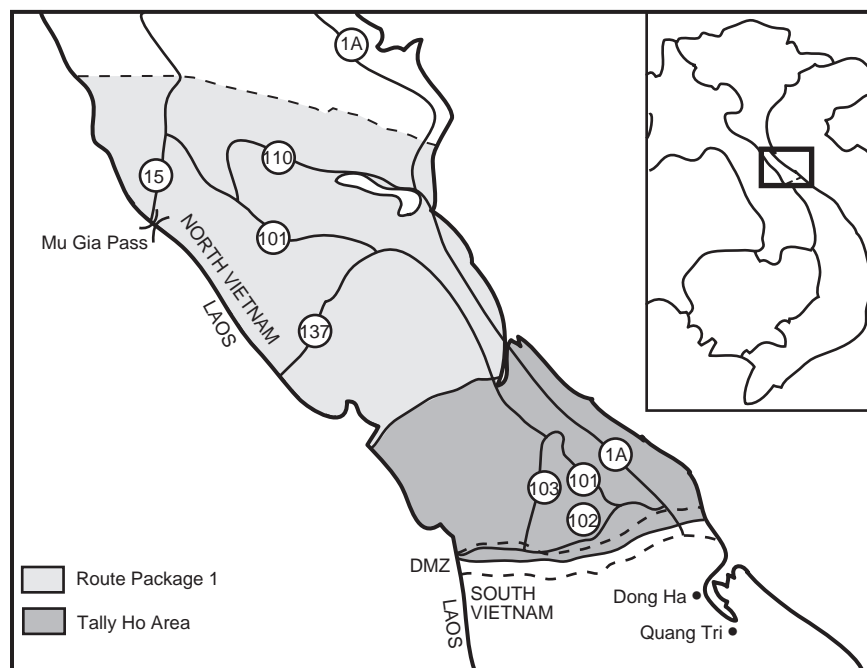 1A
110
15
Mu Gia Pass
101
NORTH VIETNAM
LAOS
137
1A
101
103
102
DMZ
SOUTH
VIETNAM
LAOS
Dong Ha
Quang Tri
Route Package 1
Tally Ho Area